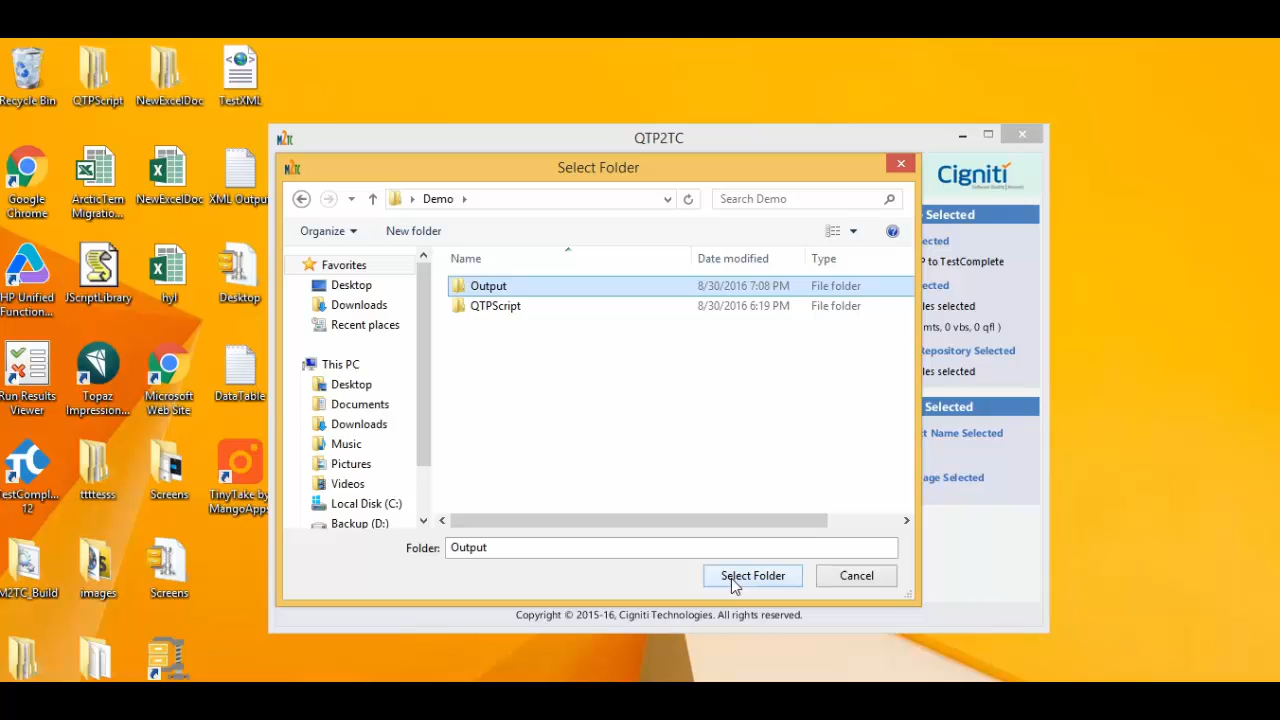 Recycle Bin
QTPScript
NewExcelDoc
TestXML
Google
Chrome
ArcticTern
Migratio...
NewExcelDoc
XML Output
HP Unified
Function...
JScriptLibrary
hyl
Desktop
Run Results
Viewer
Topaz
Impression...
Microsoft
Web Site
DataTable
TestCompl...
12
ttttesss
Screens
TinyTake by
MangoApps
M2TC_Build
images
Screens
M2TC
QTP2TC
M2TC
Select Folder
Demo
Search Demo
Organize
New folder
Name
Date modified
Type
Favorites
Desktop
Downloads
Recent places
This PC
Desktop
Documents
Downloads
Music
Pictures
Videos
Local Disk (C:)
Backup (D:)
Output
8/30/2016 7:08 PM
File folder
QTPScript
8/30/2016 6:19 PM
File folder
Folder:
Output
Select Folder
Cancel
Cigniti
Selected
ected
P to TestComplete
ected
les selected
mts, 0 vbs, 0 qfl )
Repository Selected
les selected
Selected
t Name Selected
age Selected
Copyright © 2015-16, Cigniti Technologies. All rights reserved.